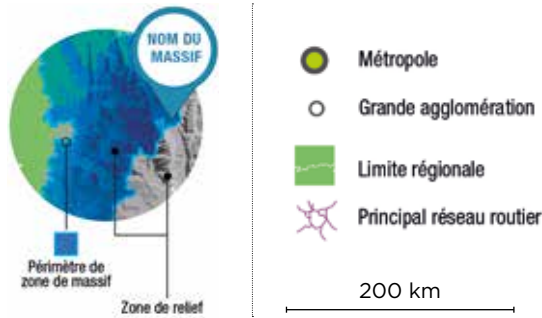 NOM DU
MASSIF
Périmètre de
zone de massif
Zone de relief
Métropole
Grande agglomération
Limite régionale
Principal réseau routier
200 km